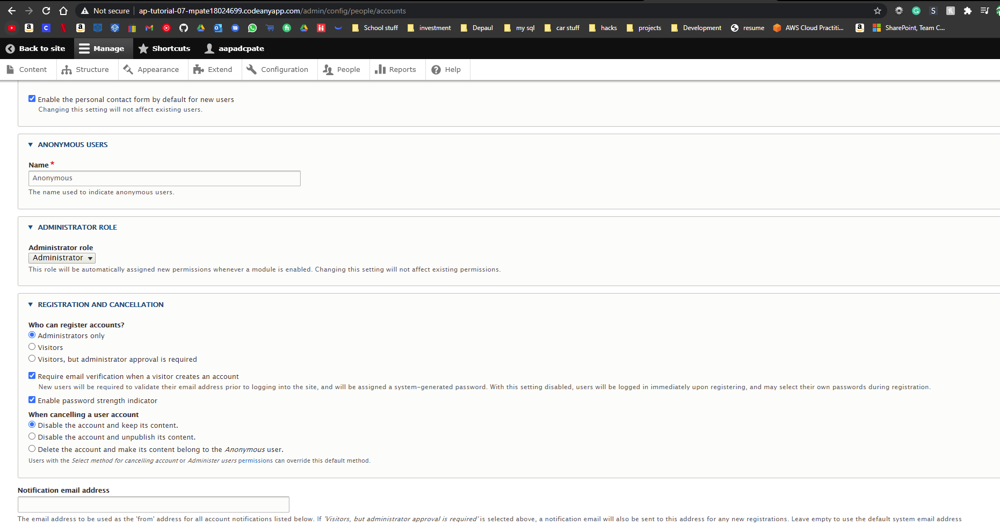 Not secure ap-tutorial-07-mpate18024699.codeanyapp.com/admin/config/people/accounts
School stuff investment Depaul my sql car stuff hacks projects Development resume AWS Cloud Practiti... SharePoint, Team C...
Back to site Manage Shortcuts aapadcpate
Content Structure Appearance Extend Configuration People Reports Help
Enable the personal contact form by default for new users
Changing this setting will not affect existing users.
ANONYMOUS USERS
Name *
Anonymous
The name used to indicate anonymous users.
ADMINISTRATOR ROLE
Administrator role
Administrator
This role will be automatically assigned new permissions whenever a module is enabled. Changing this setting will not affect existing permissions.
REGISTRATION AND CANCELLATION
Who can register accounts?
Administrators only
Visitors
Visitors, but administrator approval is required
Require email verification when a visitor creates an account
New users will be required to validate their email address prior to logging into the site, and will be assigned a system-generated password. With this setting disabled, users will be logged in immediately upon registering, and may select their own passwords during registration.
Enable password strength indicator
When cancelling a user account
Disable the account and keep its content.
Disable the account and unpublish its content.
Delete the account and make its content belong to the Anonymous user.
Users with the Select method for cancelling account or Administer users permissions can override this default method.
Notification email address
The email address to be used as the 'from' address for all account notifications listed below. If 'Visitors, but administrator approval is required' is selected above, a notification email will also be sent to this address for any new registrations. Leave empty to use the default system email address